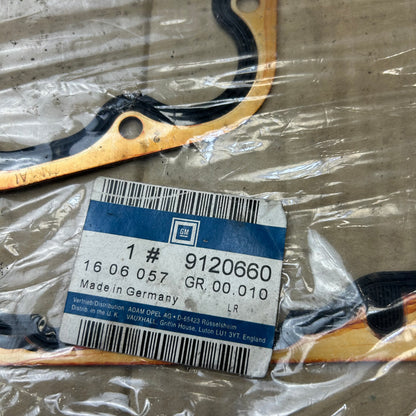 GM
1 # 9120660
16 06 057 GR. 00.010
Made in Germany LR
Vertrieb/Distribution: ADAM OPEL AG • D-65423 Rüsselsheim
Distrib. in the U.K. VAUXHALL, Griffin House, Luton LU1 3YT, England